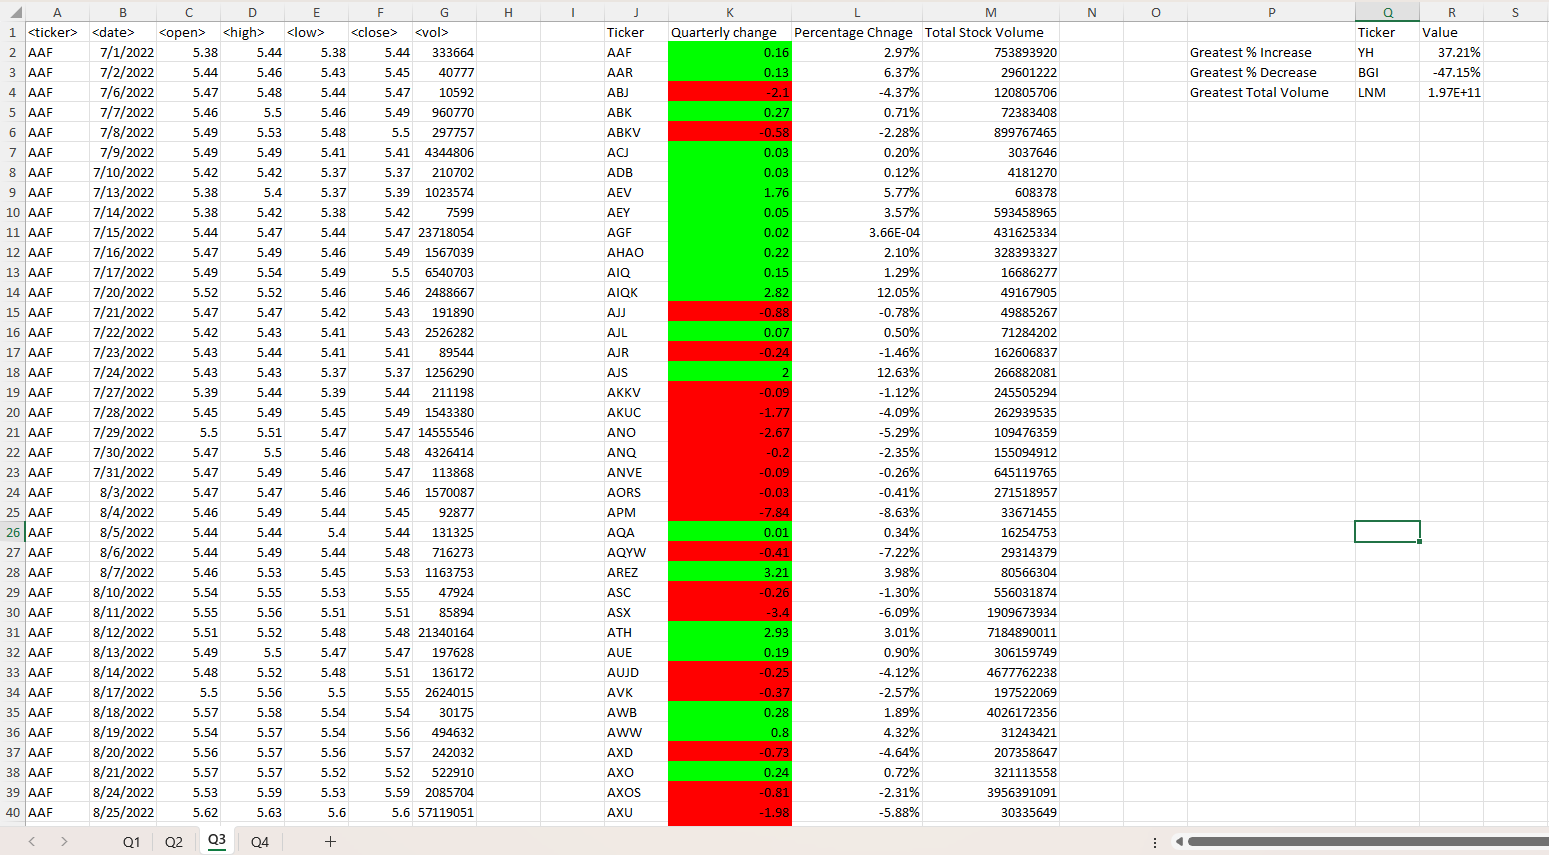 A B C D E F G H I J K L M N O P Q R S
1 <ticker> <date> <open> <high> <low> <close> <vol> Ticker Quarterly change Percentage Chnage Total Stock Volume Ticker Value
2 AAF 7/1/2022 5.38 5.44 5.38 5.44 333664 AAF 0.16 2.97% 753893920 Greatest % Increase YH 37.21%
3 AAF 7/2/2022 5.44 5.46 5.43 5.45 40777 AAR 0.13 6.37% 29601222 Greatest % Decrease BGI -47.15%
4 AAF 7/6/2022 5.47 5.48 5.44 5.47 10592 ABJ -2.1 -4.37% 120805706 Greatest Total Volume LNM 1.97E+11
5 AAF 7/7/2022 5.46 5.5 5.46 5.49 960770 ABK 0.27 0.71% 72383408
6 AAF 7/8/2022 5.49 5.53 5.48 5.5 297757 ABKV -0.58 -2.28% 899767465
7 AAF 7/9/2022 5.49 5.49 5.41 5.41 4344806 ACJ 0.03 0.20% 3037646
8 AAF 7/10/2022 5.42 5.42 5.37 5.37 210702 ADB 0.03 0.12% 4181270
9 AAF 7/13/2022 5.38 5.4 5.37 5.39 1023574 AEV 1.76 5.77% 608378
10 AAF 7/14/2022 5.38 5.42 5.38 5.42 7599 AEY 0.05 3.57% 593458965
11 AAF 7/15/2022 5.44 5.47 5.44 5.47 23718054 AGF 0.02 3.66E-04 431625334
12 AAF 7/16/2022 5.47 5.49 5.46 5.49 1567039 AHAO 0.22 2.10% 328393327
13 AAF 7/17/2022 5.49 5.54 5.49 5.5 6540703 AIQ 0.15 1.29% 16686277
14 AAF 7/20/2022 5.52 5.52 5.46 5.46 2488667 AIQK 2.82 12.05% 49167905
15 AAF 7/21/2022 5.47 5.47 5.42 5.43 191890 AJJ -0.88 -0.78% 49885267
16 AAF 7/22/2022 5.42 5.43 5.41 5.43 2526282 AJL 0.07 0.50% 71284202
17 AAF 7/23/2022 5.43 5.44 5.41 5.41 89544 AJR -0.24 -1.46% 162606837
18 AAF 7/24/2022 5.43 5.43 5.37 5.37 1256290 AJS 2 12.63% 266882081
19 AAF 7/27/2022 5.39 5.44 5.39 5.44 211198 AKKV -0.09 -1.12% 245505294
20 AAF 7/28/2022 5.45 5.49 5.45 5.49 1543380 AKUC -1.77 -4.09% 262939535
21 AAF 7/29/2022 5.5 5.51 5.47 5.47 14555546 ANO -2.67 -5.29% 109476359
22 AAF 7/30/2022 5.47 5.5 5.46 5.48 4326414 ANQ -0.2 -2.35% 155094912
23 AAF 7/31/2022 5.47 5.49 5.46 5.47 113868 ANVE -0.09 -0.26% 645119765
24 AAF 8/3/2022 5.47 5.47 5.46 5.46 1570087 AORS -0.03 -0.41% 271518957
25 AAF 8/4/2022 5.46 5.49 5.44 5.45 92877 APM -7.84 -8.63% 33671455
26 AAF 8/5/2022 5.44 5.44 5.4 5.44 131325 AQA 0.01 0.34% 16254753
27 AAF 8/6/2022 5.44 5.49 5.44 5.48 716273 AQYW -0.41 -7.22% 29314379
28 AAF 8/7/2022 5.46 5.53 5.45 5.53 1163753 AREZ 3.21 3.98% 80566304
29 AAF 8/10/2022 5.54 5.55 5.53 5.55 47924 ASC -0.26 -1.30% 556031874
30 AAF 8/11/2022 5.55 5.56 5.51 5.51 85894 ASX -3.4 -6.09% 1909673934
31 AAF 8/12/2022 5.51 5.52 5.48 5.48 21340164 ATH 2.93 3.01% 7184890011
32 AAF 8/13/2022 5.49 5.5 5.47 5.47 197628 AUE 0.19 0.90% 306159749
33 AAF 8/14/2022 5.48 5.52 5.48 5.51 136172 AUJD -0.25 -4.12% 4677762238
34 AAF 8/17/2022 5.5 5.56 5.5 5.55 2624015 AVK -0.37 -2.57% 197522069
35 AAF 8/18/2022 5.57 5.58 5.54 5.54 30175 AWB 0.28 1.89% 4026172356
36 AAF 8/19/2022 5.54 5.57 5.54 5.56 494632 AWW 0.8 4.32% 31243421
37 AAF 8/20/2022 5.56 5.57 5.56 5.57 242032 AXD -0.73 -4.64% 207358647
38 AAF 8/21/2022 5.57 5.57 5.52 5.52 522910 AXO 0.24 0.72% 321113558
39 AAF 8/24/2022 5.53 5.59 5.53 5.59 2085704 AXOS -0.81 -2.31% 3956391091
40 AAF 8/25/2022 5.62 5.63 5.6 5.6 57119051 AXU -1.98 -5.88% 30335649
Q1 Q2 Q3 Q4